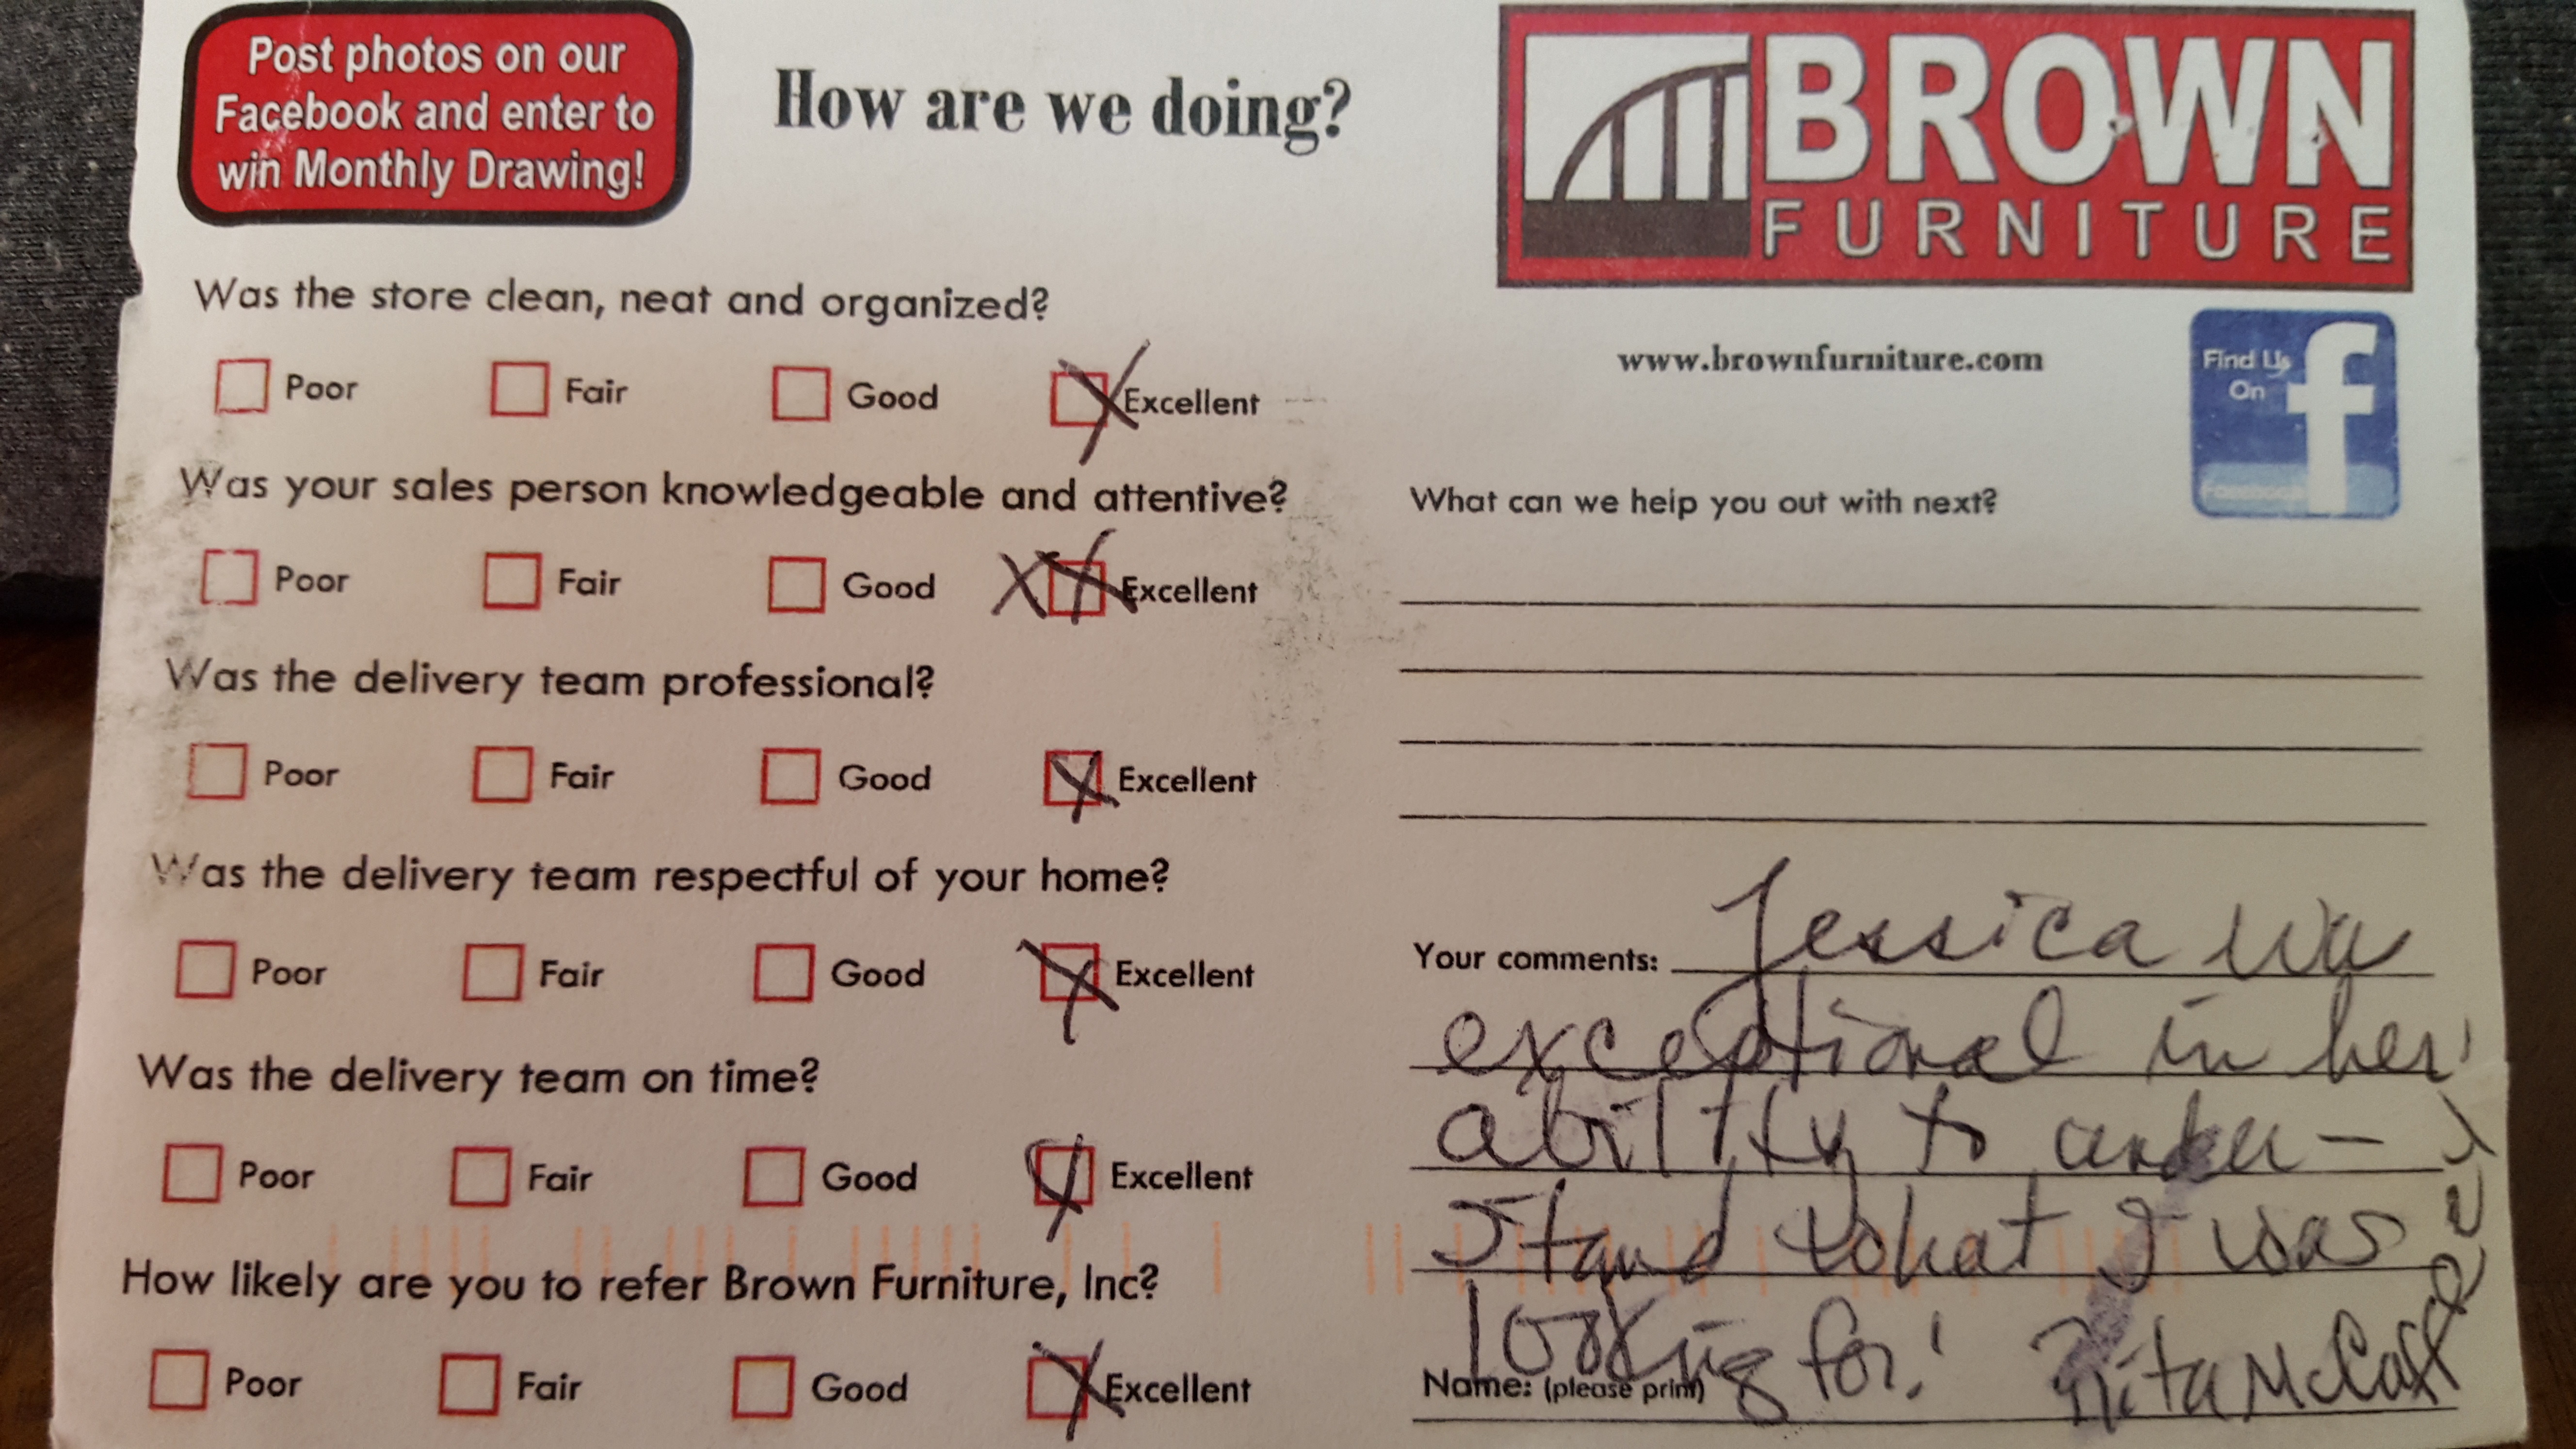 Post photos on our
Facebook and enter to
win Monthly Drawing!
How are we doing?
BROWN
FURNITURE
www.brownfurniture.com
Find Us
On
f
Facebook
Was the store clean, neat and organized?
Poor Fair Good Excellent
Was your sales person knowledgeable and attentive?
Poor Fair Good Excellent
Was the delivery team professional?
Poor Fair Good Excellent
Was the delivery team respectful of your home?
Poor Fair Good Excellent
Was the delivery team on time?
Poor Fair Good Excellent
How likely are you to refer Brown Furniture, Inc?
Poor Fair Good Excellent
What can we help you out with next?
Your comments: Jessica was
exceptional in her
ability to under-
stand what I was
looking for!
Name: (please print)